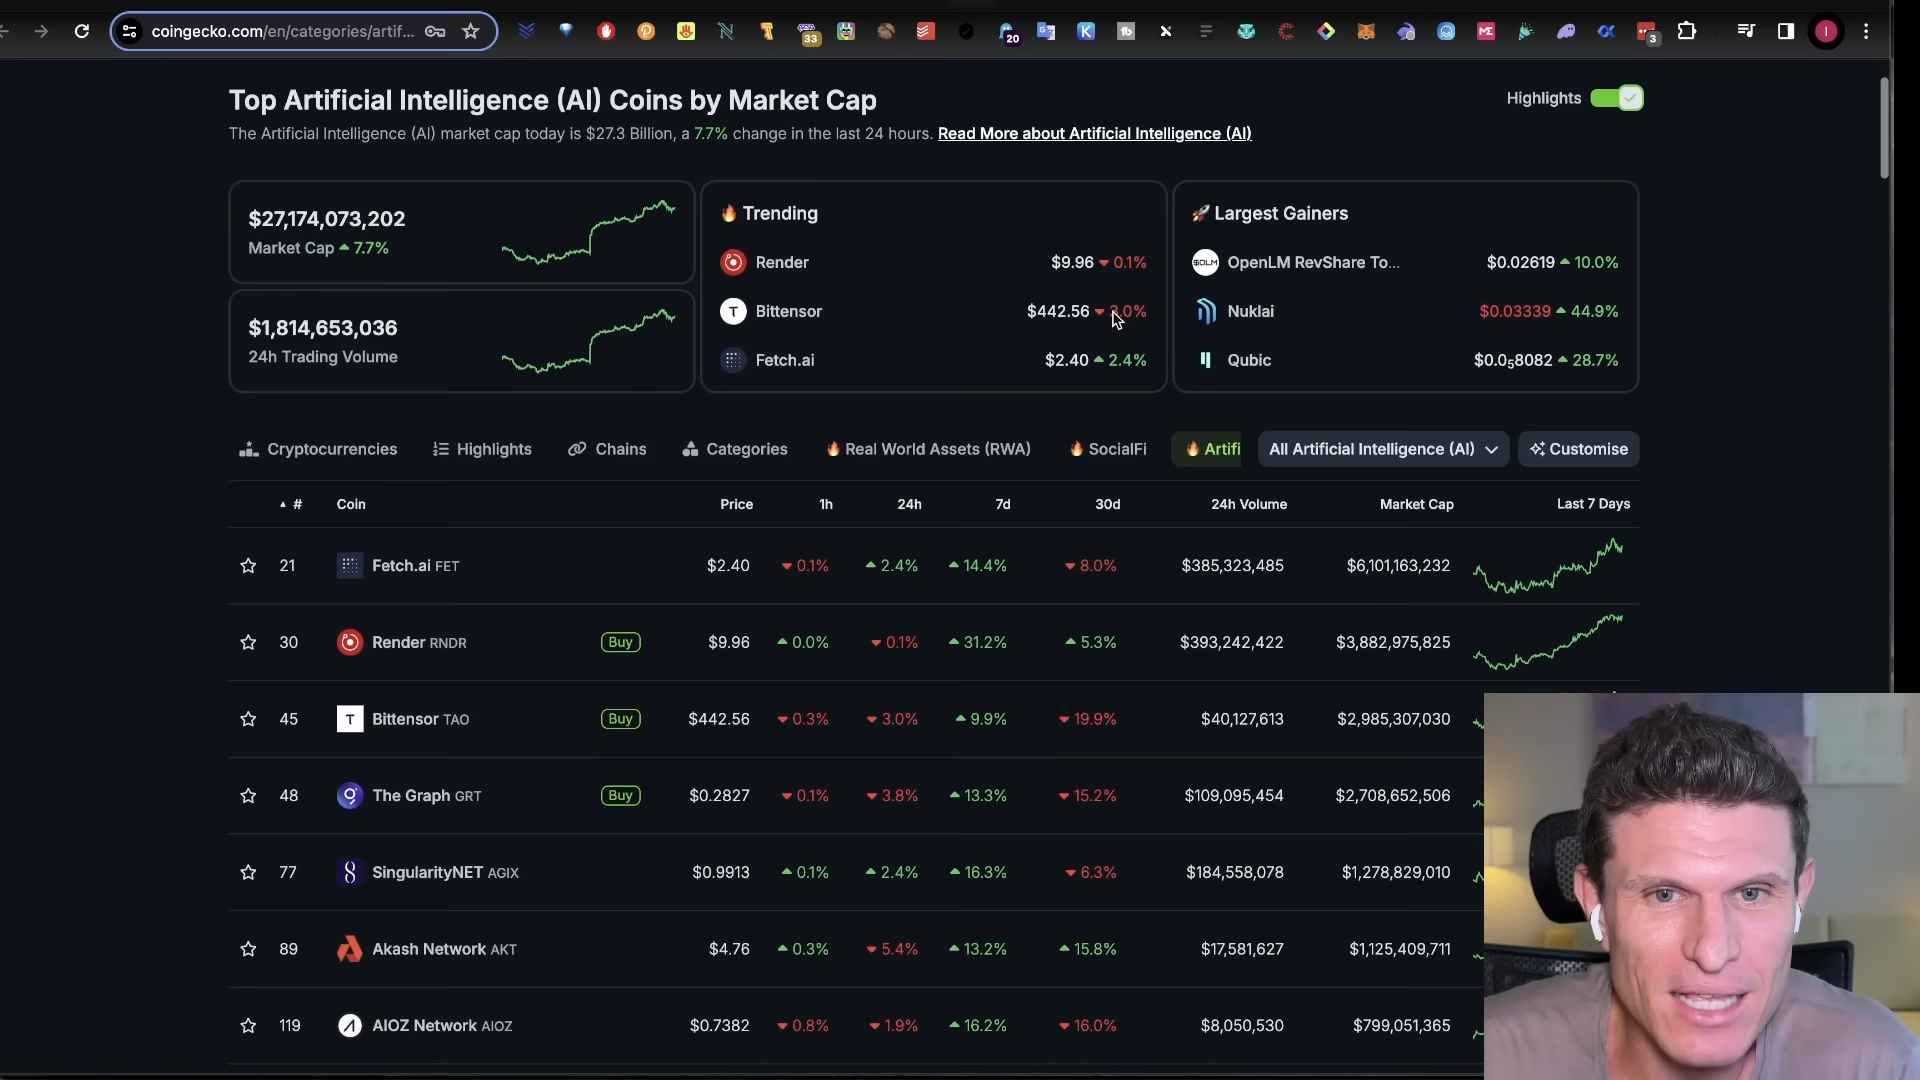 coingecko.com/en/categories/artif...
33
20
3
I
Top Artificial Intelligence (AI) Coins by Market Cap
Highlights
The Artificial Intelligence (AI) market cap today is $27.3 Billion, a 7.7% change in the last 24 hours. Read More about Artificial Intelligence (AI)
$27,174,073,202
Market Cap 7.7%
$1,814,653,036
24h Trading Volume
Trending
Render $9.96 0.1%
Bittensor $442.56 3.0%
Fetch.ai $2.40 2.4%
Largest Gainers
OpenLM RevShare To... $0.02619 10.0%
Nuklai $0.03339 44.9%
Qubic $0.0₅8082 28.7%
Cryptocurrencies Highlights Chains Categories Real World Assets (RWA) SocialFi Artifi All Artificial Intelligence (AI) Customise
# Coin Price 1h 24h 7d 30d 24h Volume Market Cap Last 7 Days
21 Fetch.ai FET $2.40 0.1% 2.4% 14.4% 8.0% $385,323,485 $6,101,163,232
30 Render RNDR Buy $9.96 0.0% 0.1% 31.2% 5.3% $393,242,422 $3,882,975,825
45 T Bittensor TAO Buy $442.56 0.3% 3.0% 9.9% 19.9% $40,127,613 $2,985,307,030
48 The Graph GRT Buy $0.2827 0.1% 3.8% 13.3% 15.2% $109,095,454 $2,708,652,506
77 SingularityNET AGIX $0.9913 0.1% 2.4% 16.3% 6.3% $184,558,078 $1,278,829,010
89 Akash Network AKT $4.76 0.3% 5.4% 13.2% 15.8% $17,581,627 $1,125,409,711
119 AIOZ Network AIOZ $0.7382 0.8% 1.9% 16.2% 16.0% $8,050,530 $799,051,365